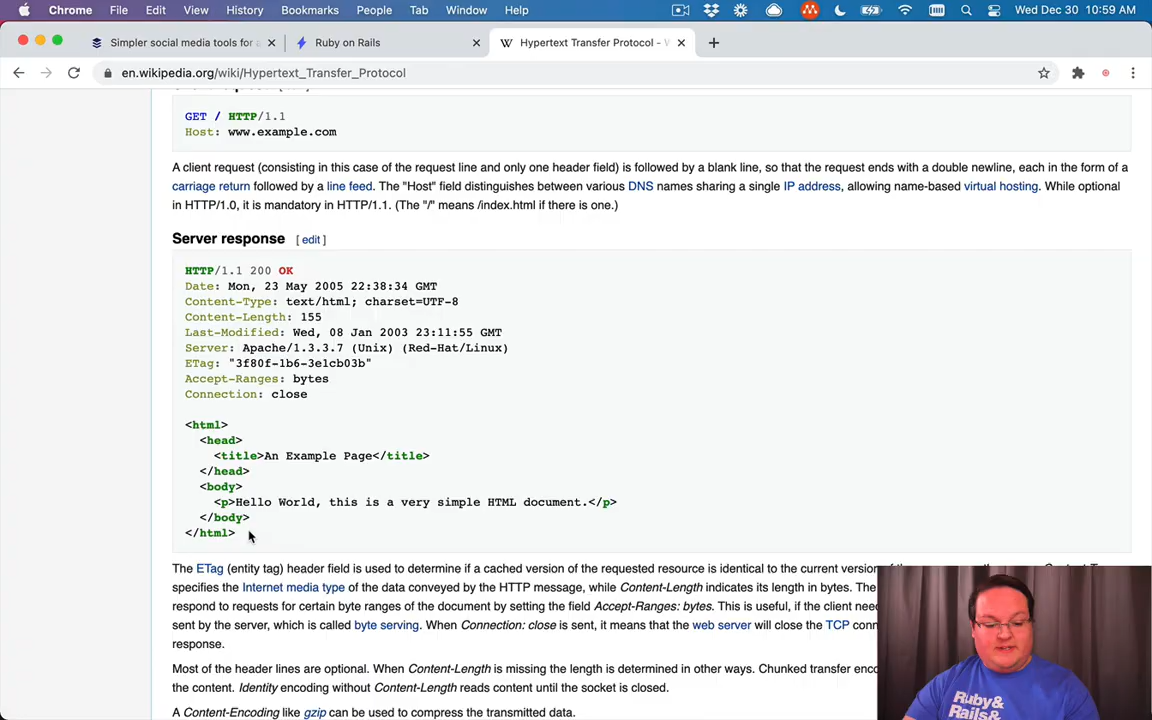 Chrome File Edit View History Bookmarks People Tab Window Help Wed Dec 30 10:59 AM
Simpler social media tools for Ruby on Rails Hypertext Transfer Protocol -
en.wikipedia.org/wiki/Hypertext_Transfer_Protocol
GET / HTTP/1.1
Host: www.example.com
A client request (consisting in this case of the request line and only one header field) is followed by a blank line, so that the request ends with a double newline, each in the form of a
carriage return followed by a line feed. The "Host" field distinguishes between various DNS names sharing a single IP address, allowing name-based virtual hosting. While optional
in HTTP/1.0, it is mandatory in HTTP/1.1. (The "/" means /index.html if there is one.)
Server response [ edit ]
HTTP/1.1 200 OK
Date: Mon, 23 May 2005 22:38:34 GMT
Content-Type: text/html; charset=UTF-8
Content-Length: 155
Last-Modified: Wed, 08 Jan 2003 23:11:55 GMT
Server: Apache/1.3.3.7 (Unix) (Red-Hat/Linux)
ETag: "3f80f-1b6-3e1cb03b"
Accept-Ranges: bytes
Connection: close
<html>
<head>
<title>An Example Page</title>
</head>
<body>
<p>Hello World, this is a very simple HTML document.</p>
</body>
</html>
The ETag (entity tag) header field is used to determine if a cached version of the requested resource is identical to the current version
specifies the Internet media type of the data conveyed by the HTTP message, while Content-Length indicates its length in bytes. The
respond to requests for certain byte ranges of the document by setting the field Accept-Ranges: bytes. This is useful, if the client
sent by the server, which is called byte serving. When Connection: close is sent, it means that the web server will close the TCP
response.
Most of the header lines are optional. When Content-Length is missing the length is determined in other ways. Chunked transfer
the content. Identity encoding without Content-Length reads content until the socket is closed.
A Content-Encoding like gzip can be used to compress the transmitted data.
Ruby&
Rails&